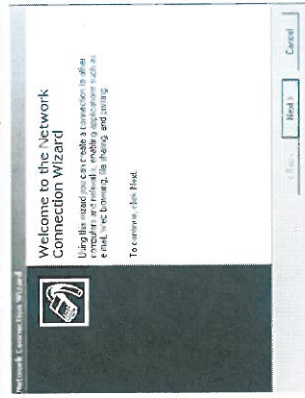 Network Connection Wizard
Welcome to the Network
Connection Wizard
Using this wizard you can create a connection to other
computers and networks, enabling applications such as
e-mail, web browsing, file sharing, and printing.
To continue, click Next.
< Back
Next >
Cancel